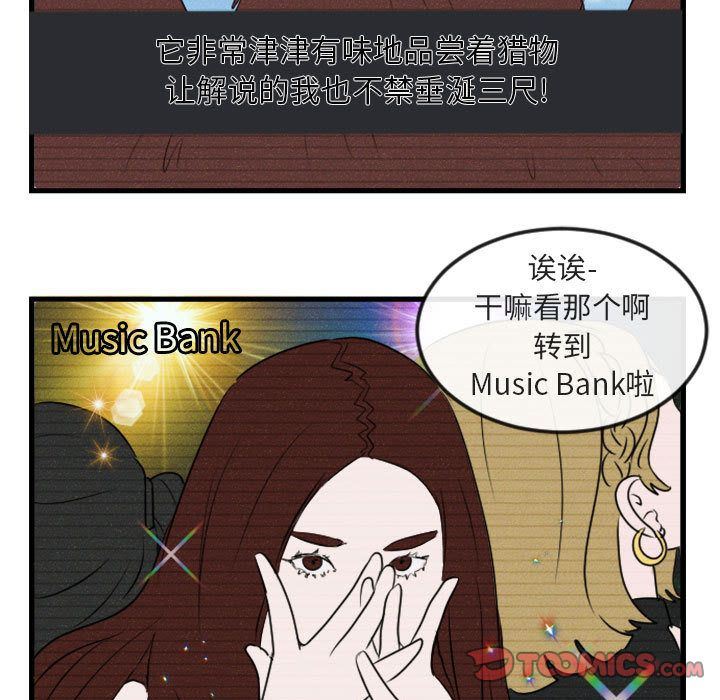 它非常津津有味地品尝着猎物
让解说的我也不禁垂涎三尺!
诶诶-
干嘛看那个啊
转到
Music Bank啦
Music Bank
TOOMICS.COM